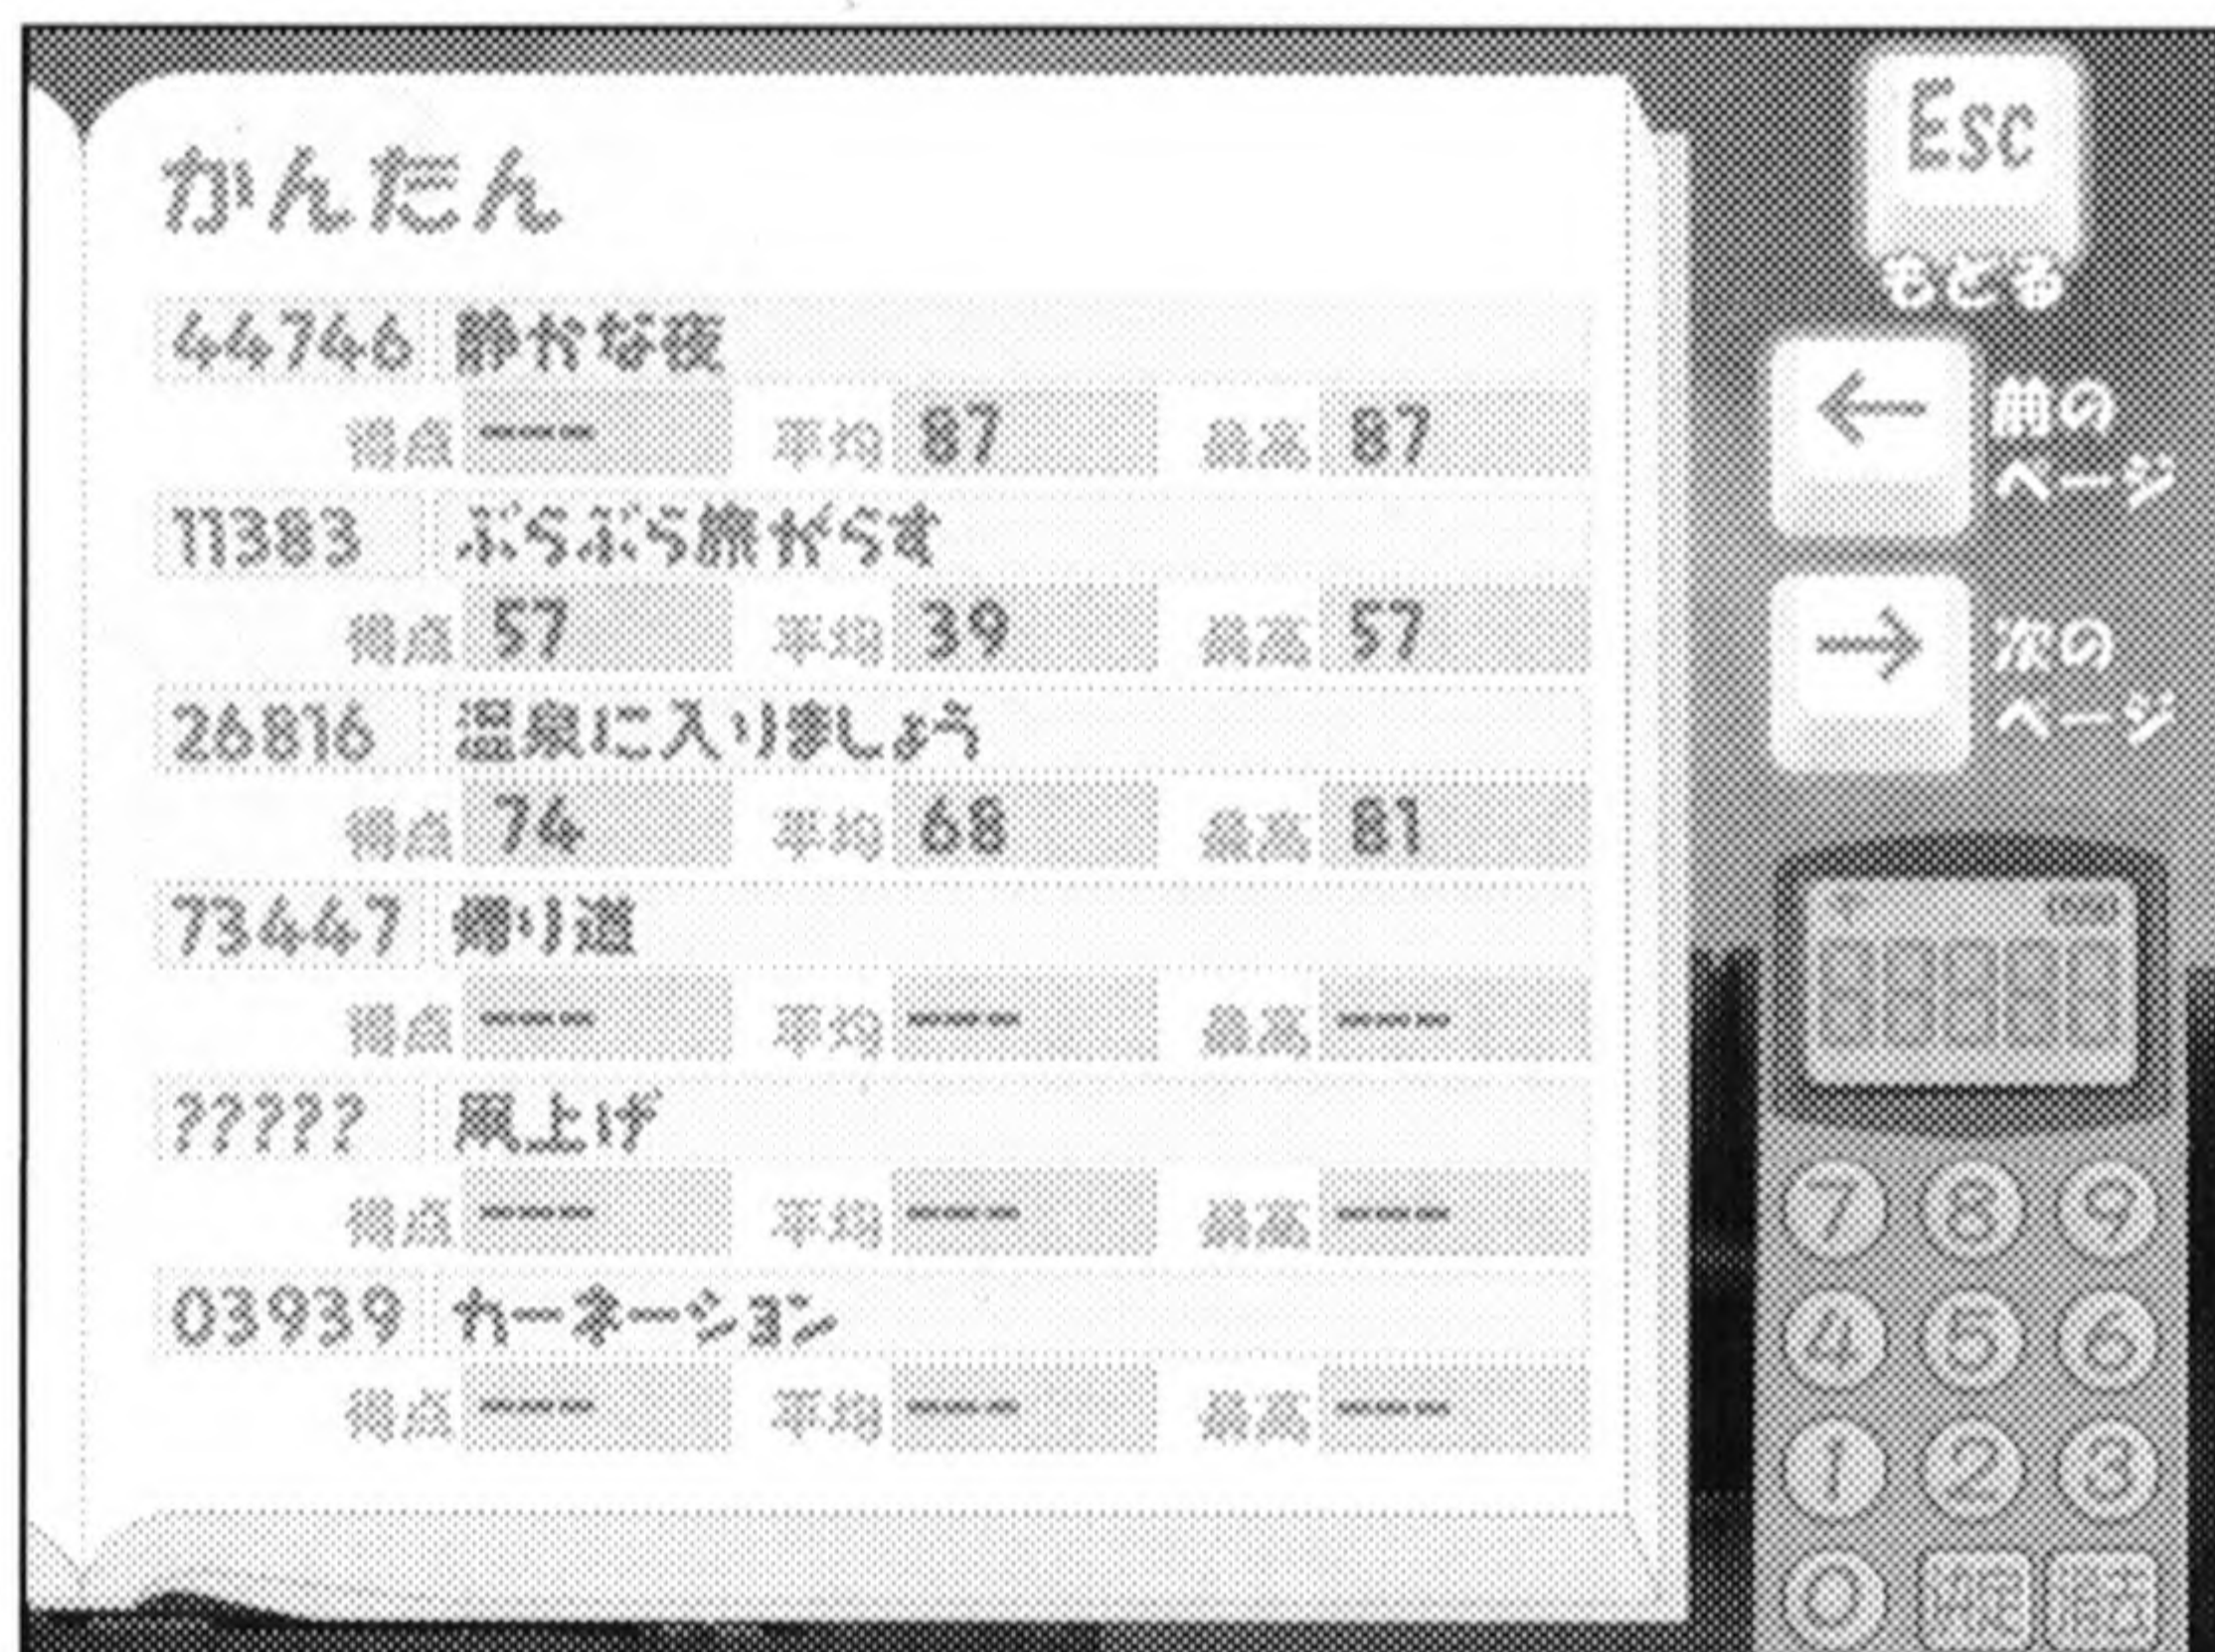 かんたん
44746 静かな夜
得点 --- 平均 87 最高 87
11383 ぶらぶら旅がらす
得点 57 平均 39 最高 57
26816 温泉に入りましょう
得点 74 平均 68 最高 81
73447 帰り道
得点 --- 平均 --- 最高 ---
????? 凧上げ
得点 --- 平均 --- 最高 ---
03939 カーネーション
得点 --- 平均 --- 最高 ---
Esc
もどる
← 前の
ページ
→ 次の
ページ
7 8 9
4 5 6
1 2 3
0